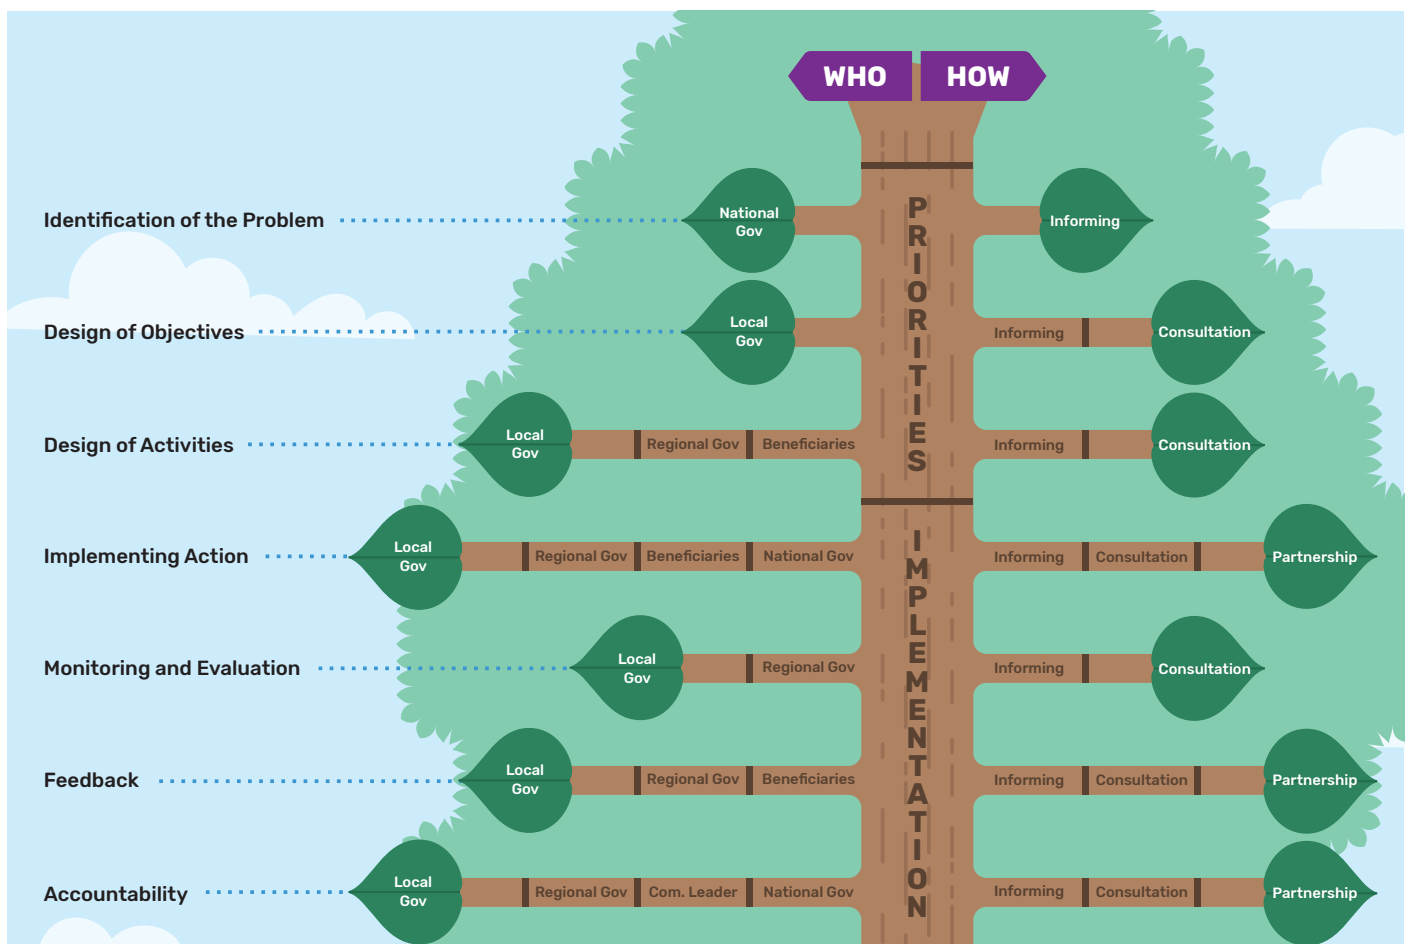 WHO HOW
PRIORITIES
Identification of the Problem National Gov Informing
Design of Objectives Local Gov Informing Consultation
Design of Activities Local Gov Regional Gov Beneficiaries Informing Consultation
IMPLEMENTATION
Implementing Action Local Gov Regional Gov Beneficiaries National Gov Informing Consultation Partnership
Monitoring and Evaluation Local Gov Regional Gov Informing Consultation
Feedback Local Gov Regional Gov Beneficiaries Informing Consultation Partnership
Accountability Local Gov Regional Gov Com. Leader National Gov Informing Consultation Partnership